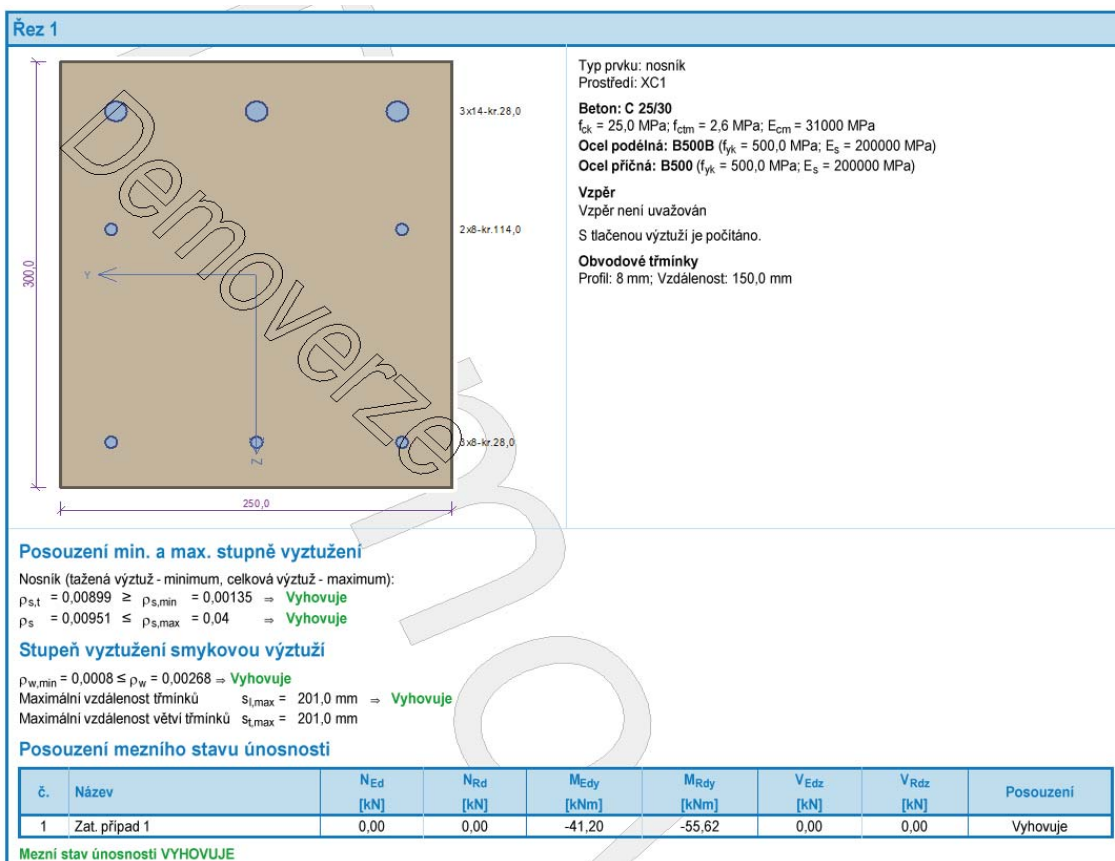 Řez 1
3x14-kr.28,0
2x8-kr.114,0
3x8-kr.28,0
300,0
250,0
Y
Z
Demoverze
Typ prvku: nosník
Prostředí: XC1
Beton: C 25/30
fck = 25,0 MPa; fctm = 2,6 MPa; Ecm = 31000 MPa
Ocel podélná: B500B (fyk = 500,0 MPa; Es = 200000 MPa)
Ocel příčná: B500 (fyk = 500,0 MPa; Es = 200000 MPa)
Vzpěr
Vzpěr není uvažován
S tlačenou výztuží je počítáno.
Obvodové třmínky
Profil: 8 mm; Vzdálenost: 150,0 mm
Posouzení min. a max. stupně vyztužení
Nosník (tažená výztuž - minimum, celková výztuž - maximum):
ρs,t = 0,00899 ≥ ρs,min = 0,00135 ⇒ Vyhovuje
ρs = 0,00951 ≤ ρs,max = 0,04 ⇒ Vyhovuje
Stupeň vyztužení smykovou výztuží
ρw,min = 0,0008 ≤ ρw = 0,00268 ⇒ Vyhovuje
Maximální vzdálenost třmínků sl,max = 201,0 mm ⇒ Vyhovuje
Maximální vzdálenost větví třmínků st,max = 201,0 mm
Posouzení mezního stavu únosnosti
č. Název NEd [kN] NRd [kN] MEdy [kNm] MRdy [kNm] VEdz [kN] VRdz [kN] Posouzení
1 Zat. případ 1 0,00 0,00 -41,20 -55,62 0,00 0,00 Vyhovuje
Mezní stav únosnosti VYHOVUJE